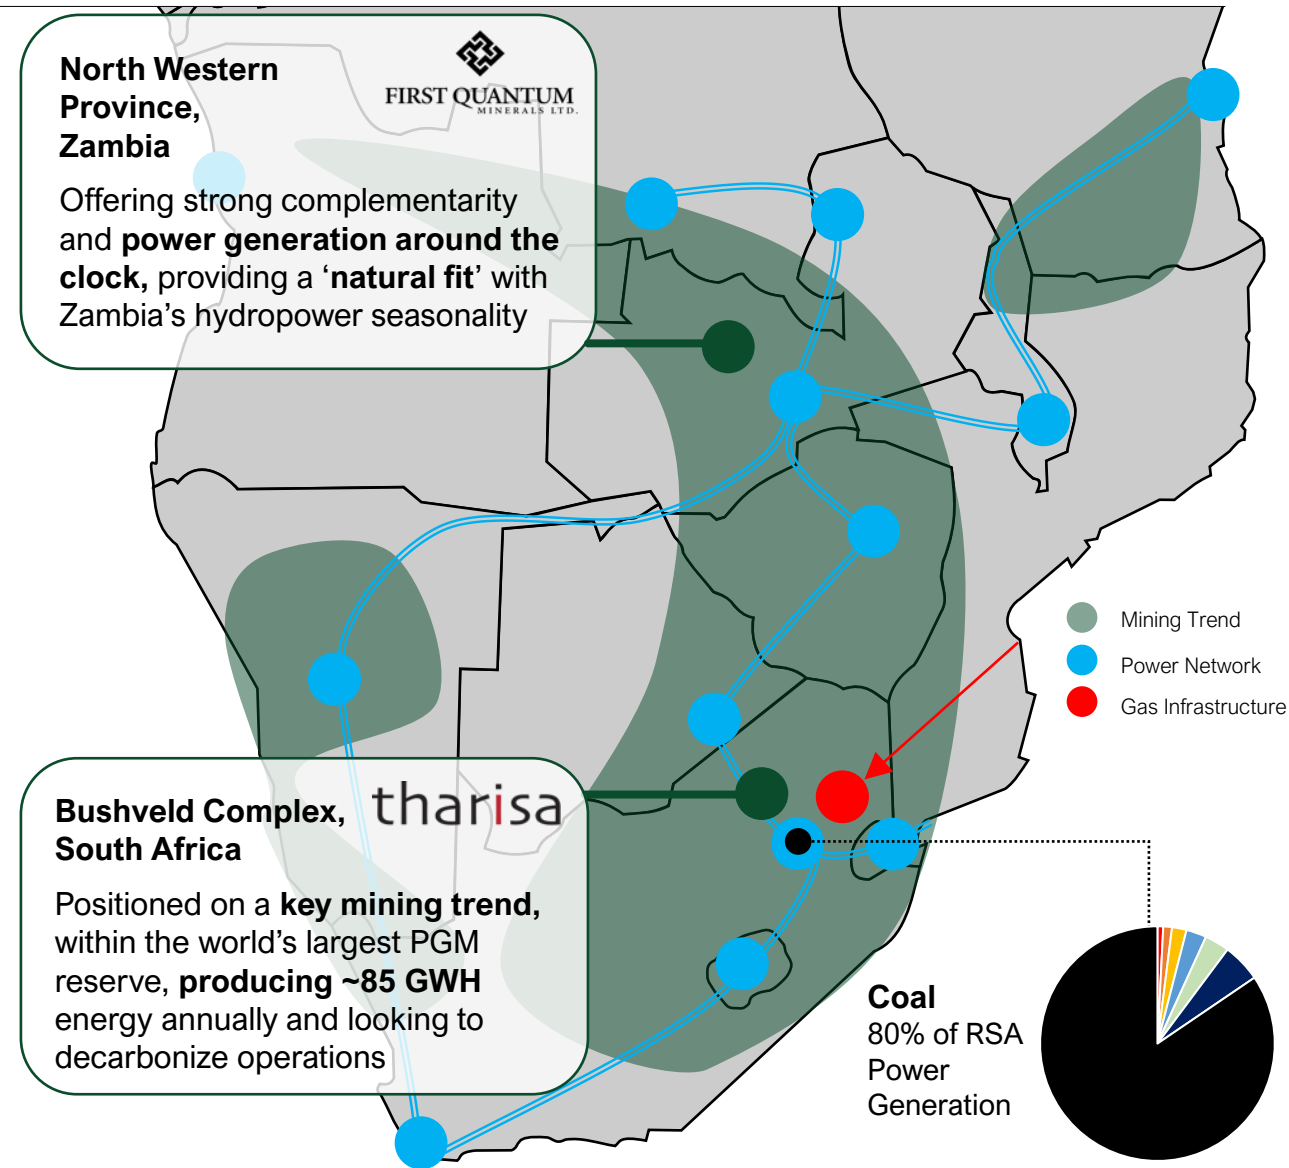 North Western
Province,
Zambia
FIRST QUANTUM
MINERALS LTD.
Offering strong complementarity
and power generation around the
clock, providing a ‘natural fit’ with
Zambia’s hydropower seasonality
Mining Trend
Power Network
Gas Infrastructure
Bushveld Complex,
South Africa
tharisa
Positioned on a key mining trend,
within the world’s largest PGM
reserve, producing ~85 GWH
energy annually and looking to
decarbonize operations
Coal
80% of RSA
Power
Generation